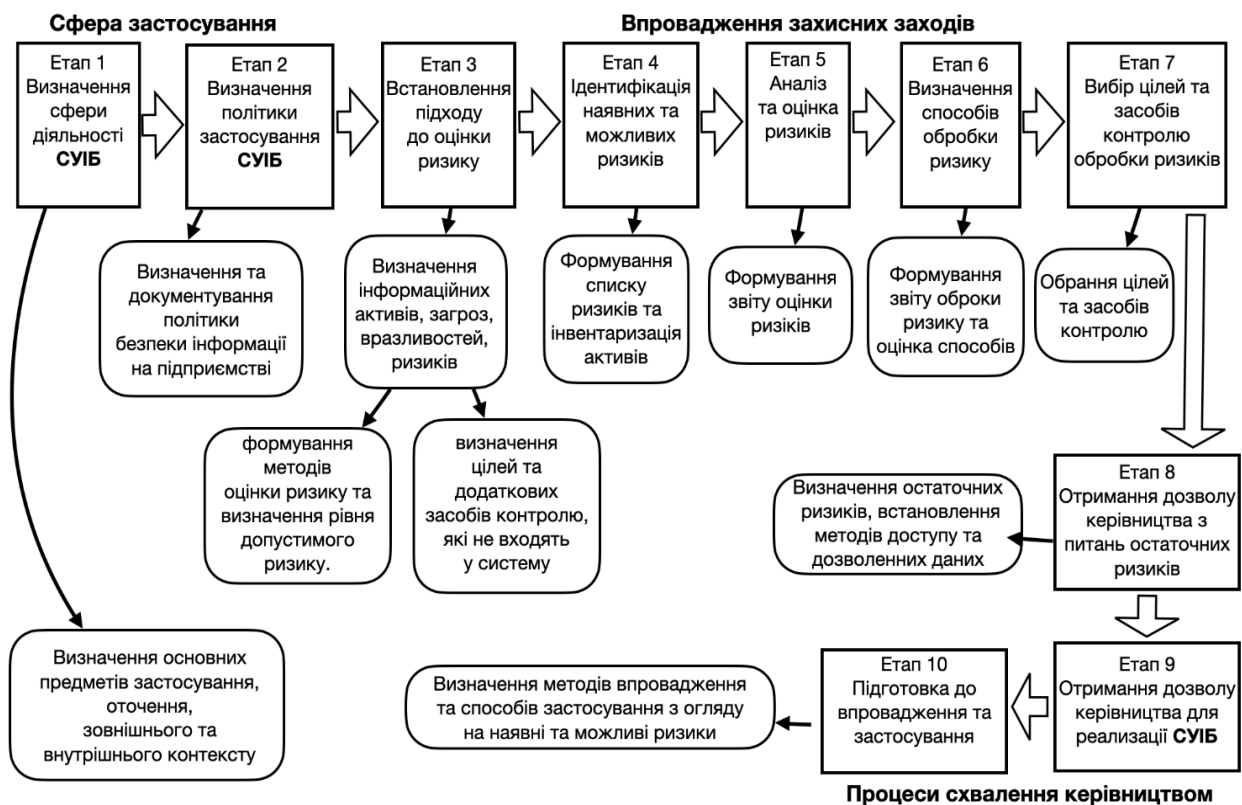 Сфера застосування
Впровадження захисних заходів
Етап 1
Визначення
сфери
діяльності
СУІБ
Етап 2
Визначення
політики
застосування
СУІБ
Етап 3
Встановлення
підходу
до оцінки
ризику
Етап 4
Ідентифікація
наявних та
можливих
ризиків
Етап 5
Аналіз
та оцінка
ризиків
Етап 6
Визначення
способів
обробки
ризику
Етап 7
Вибір цілей та
засобів
контролю
обробки ризиків
Визначення та
документування
політики
безпеки інформації
на підприємстві
Визначення
інформаційних
активів, загроз,
вразливостей,
ризиків
Формування
списку
ризиків та
інвентаризація
активів
Формування
звіту оцінки
ризіків
Формування
звіту оброки
ризику та
оцінка способів
Обрання цілей
та засобів
контролю
формування
методів
оцінки ризику та
визначення рівня
допустимого
ризику.
визначення
цілей та
додаткових
засобів контролю,
які не входять
у систему
Визначення остаточних
ризиків, встановлення
методів доступу та
дозволенних даних
Етап 8
Отримання дозволу
керівництва з
питань остаточних
ризиків
Визначення основних
предметів застосування,
оточення,
зовнішнього та
внутрішнього контексту
Визначення методів впровадження
та способів застосування з огляду
на наявні та можливі ризики
Етап 10
Підготовка до
впровадження та
застосування
Етап 9
Отримання дозволу
керівництва для
реалізації СУІБ
Процеси схвалення керівництвом